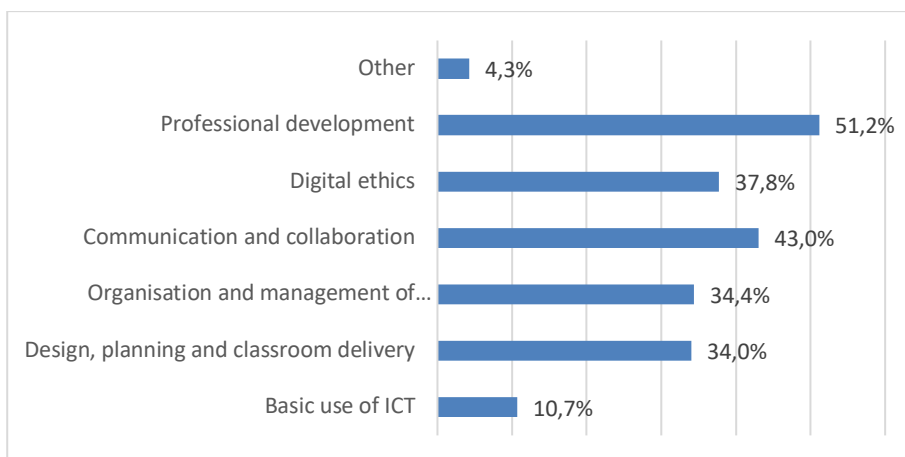 Other 4,3%
Professional development 51,2%
Digital ethics 37,8%
Communication and collaboration 43,0%
Organisation and management of... 34,4%
Design, planning and classroom delivery 34,0%
Basic use of ICT 10,7%